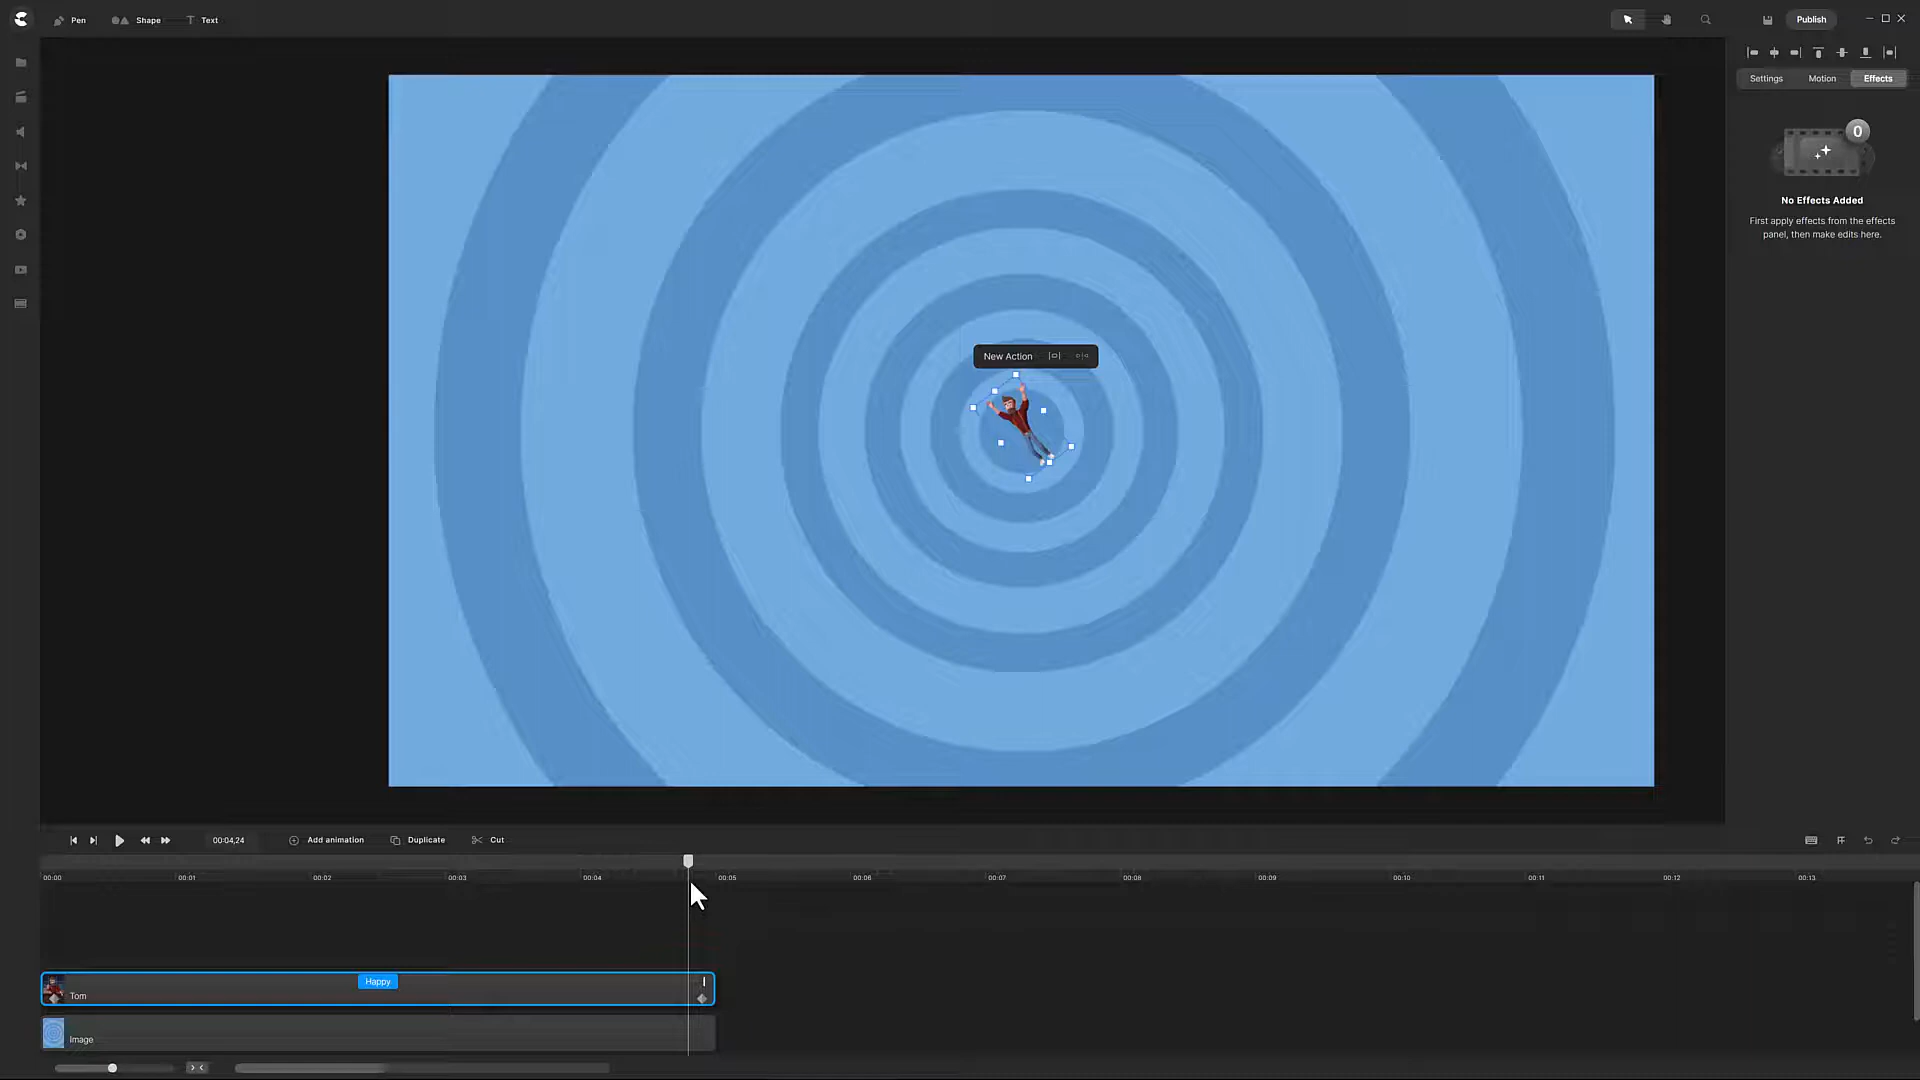 Pen Shape Text Publish
Settings Motion Effects
0
No Effects Added
First apply effects from the effects
panel, then make edits here.
New Action
00:04,24 Add animation Duplicate Cut
00:00 00:01 00:02 00:03 00:04 00:05 00:06 00:07 00:08 00:09 00:10 00:11 00:12 00:13
Happy
Tom
Image